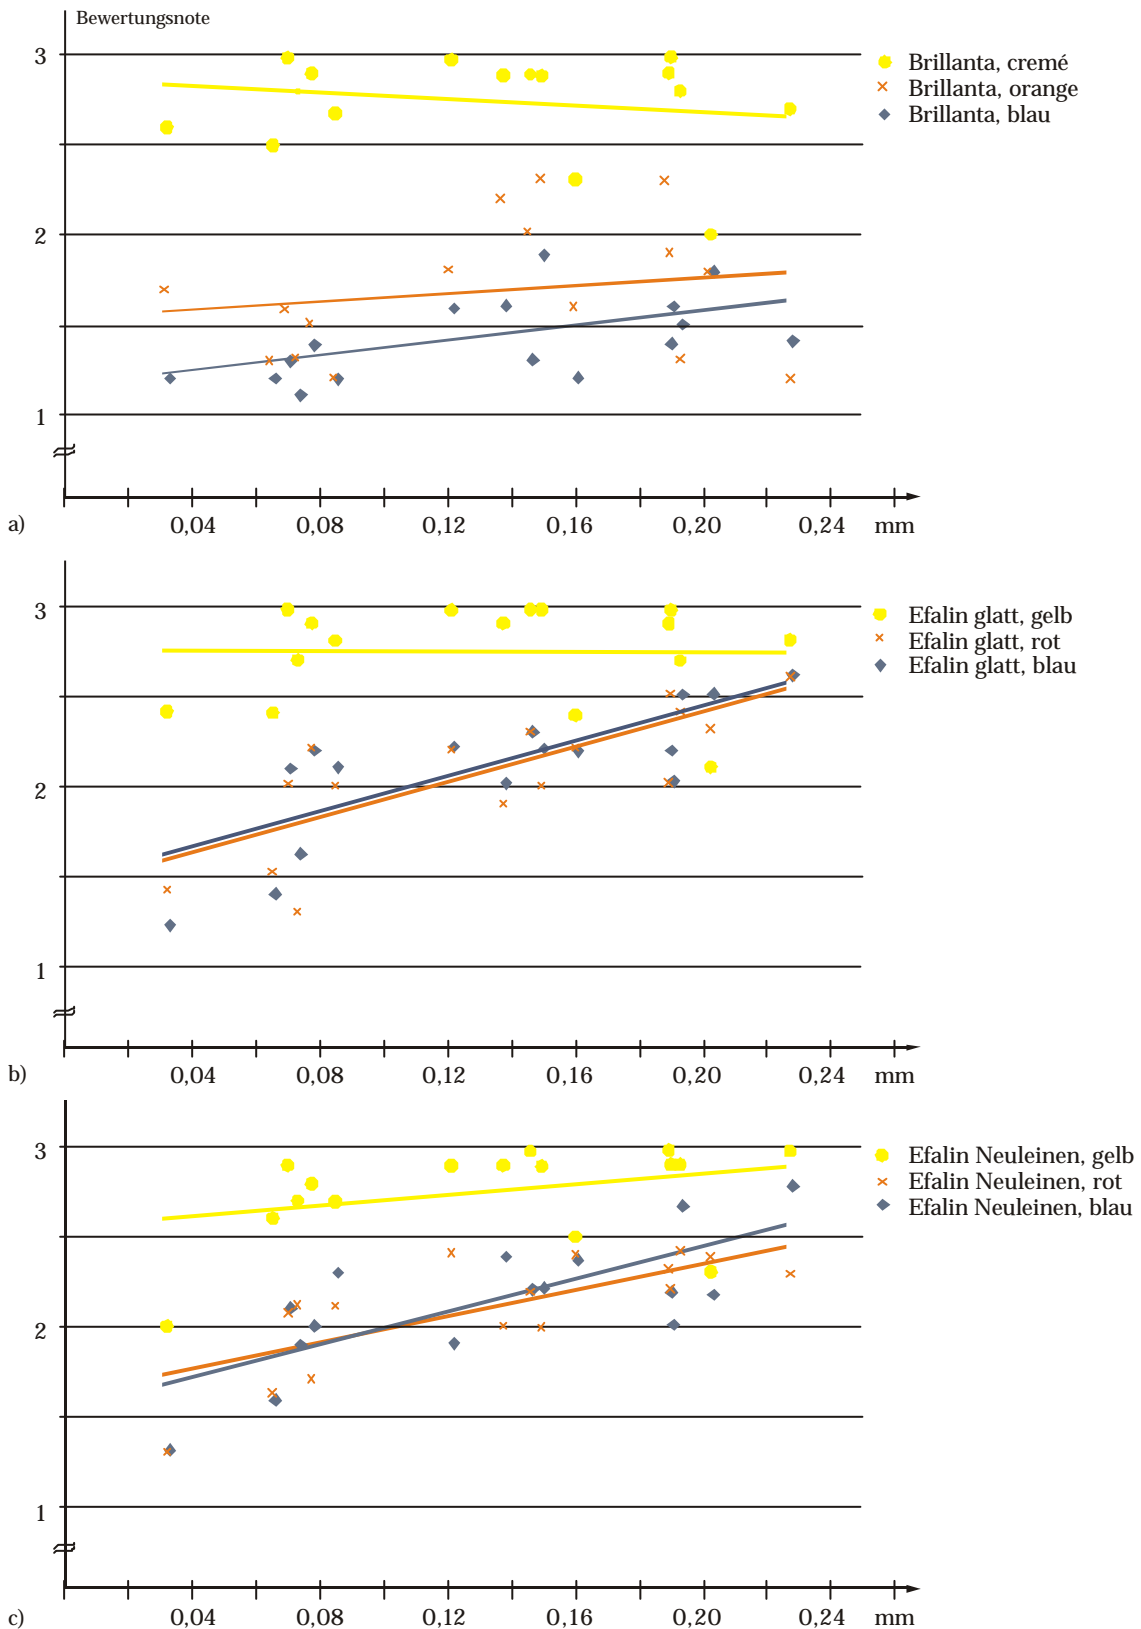 Bewertungsnote
3
Brillanta, cremé
Brillanta, orange
Brillanta, blau
2
1
0,04 0,08 0,12 0,16 0,20 0,24 mm
a)
3
Efalin glatt, gelb
Efalin glatt, rot
Efalin glatt, blau
2
1
0,04 0,08 0,12 0,16 0,20 0,24 mm
b)
3
Efalin Neuleinen, gelb
Efalin Neuleinen, rot
Efalin Neuleinen, blau
2
1
0,04 0,08 0,12 0,16 0,20 0,24 mm
c)